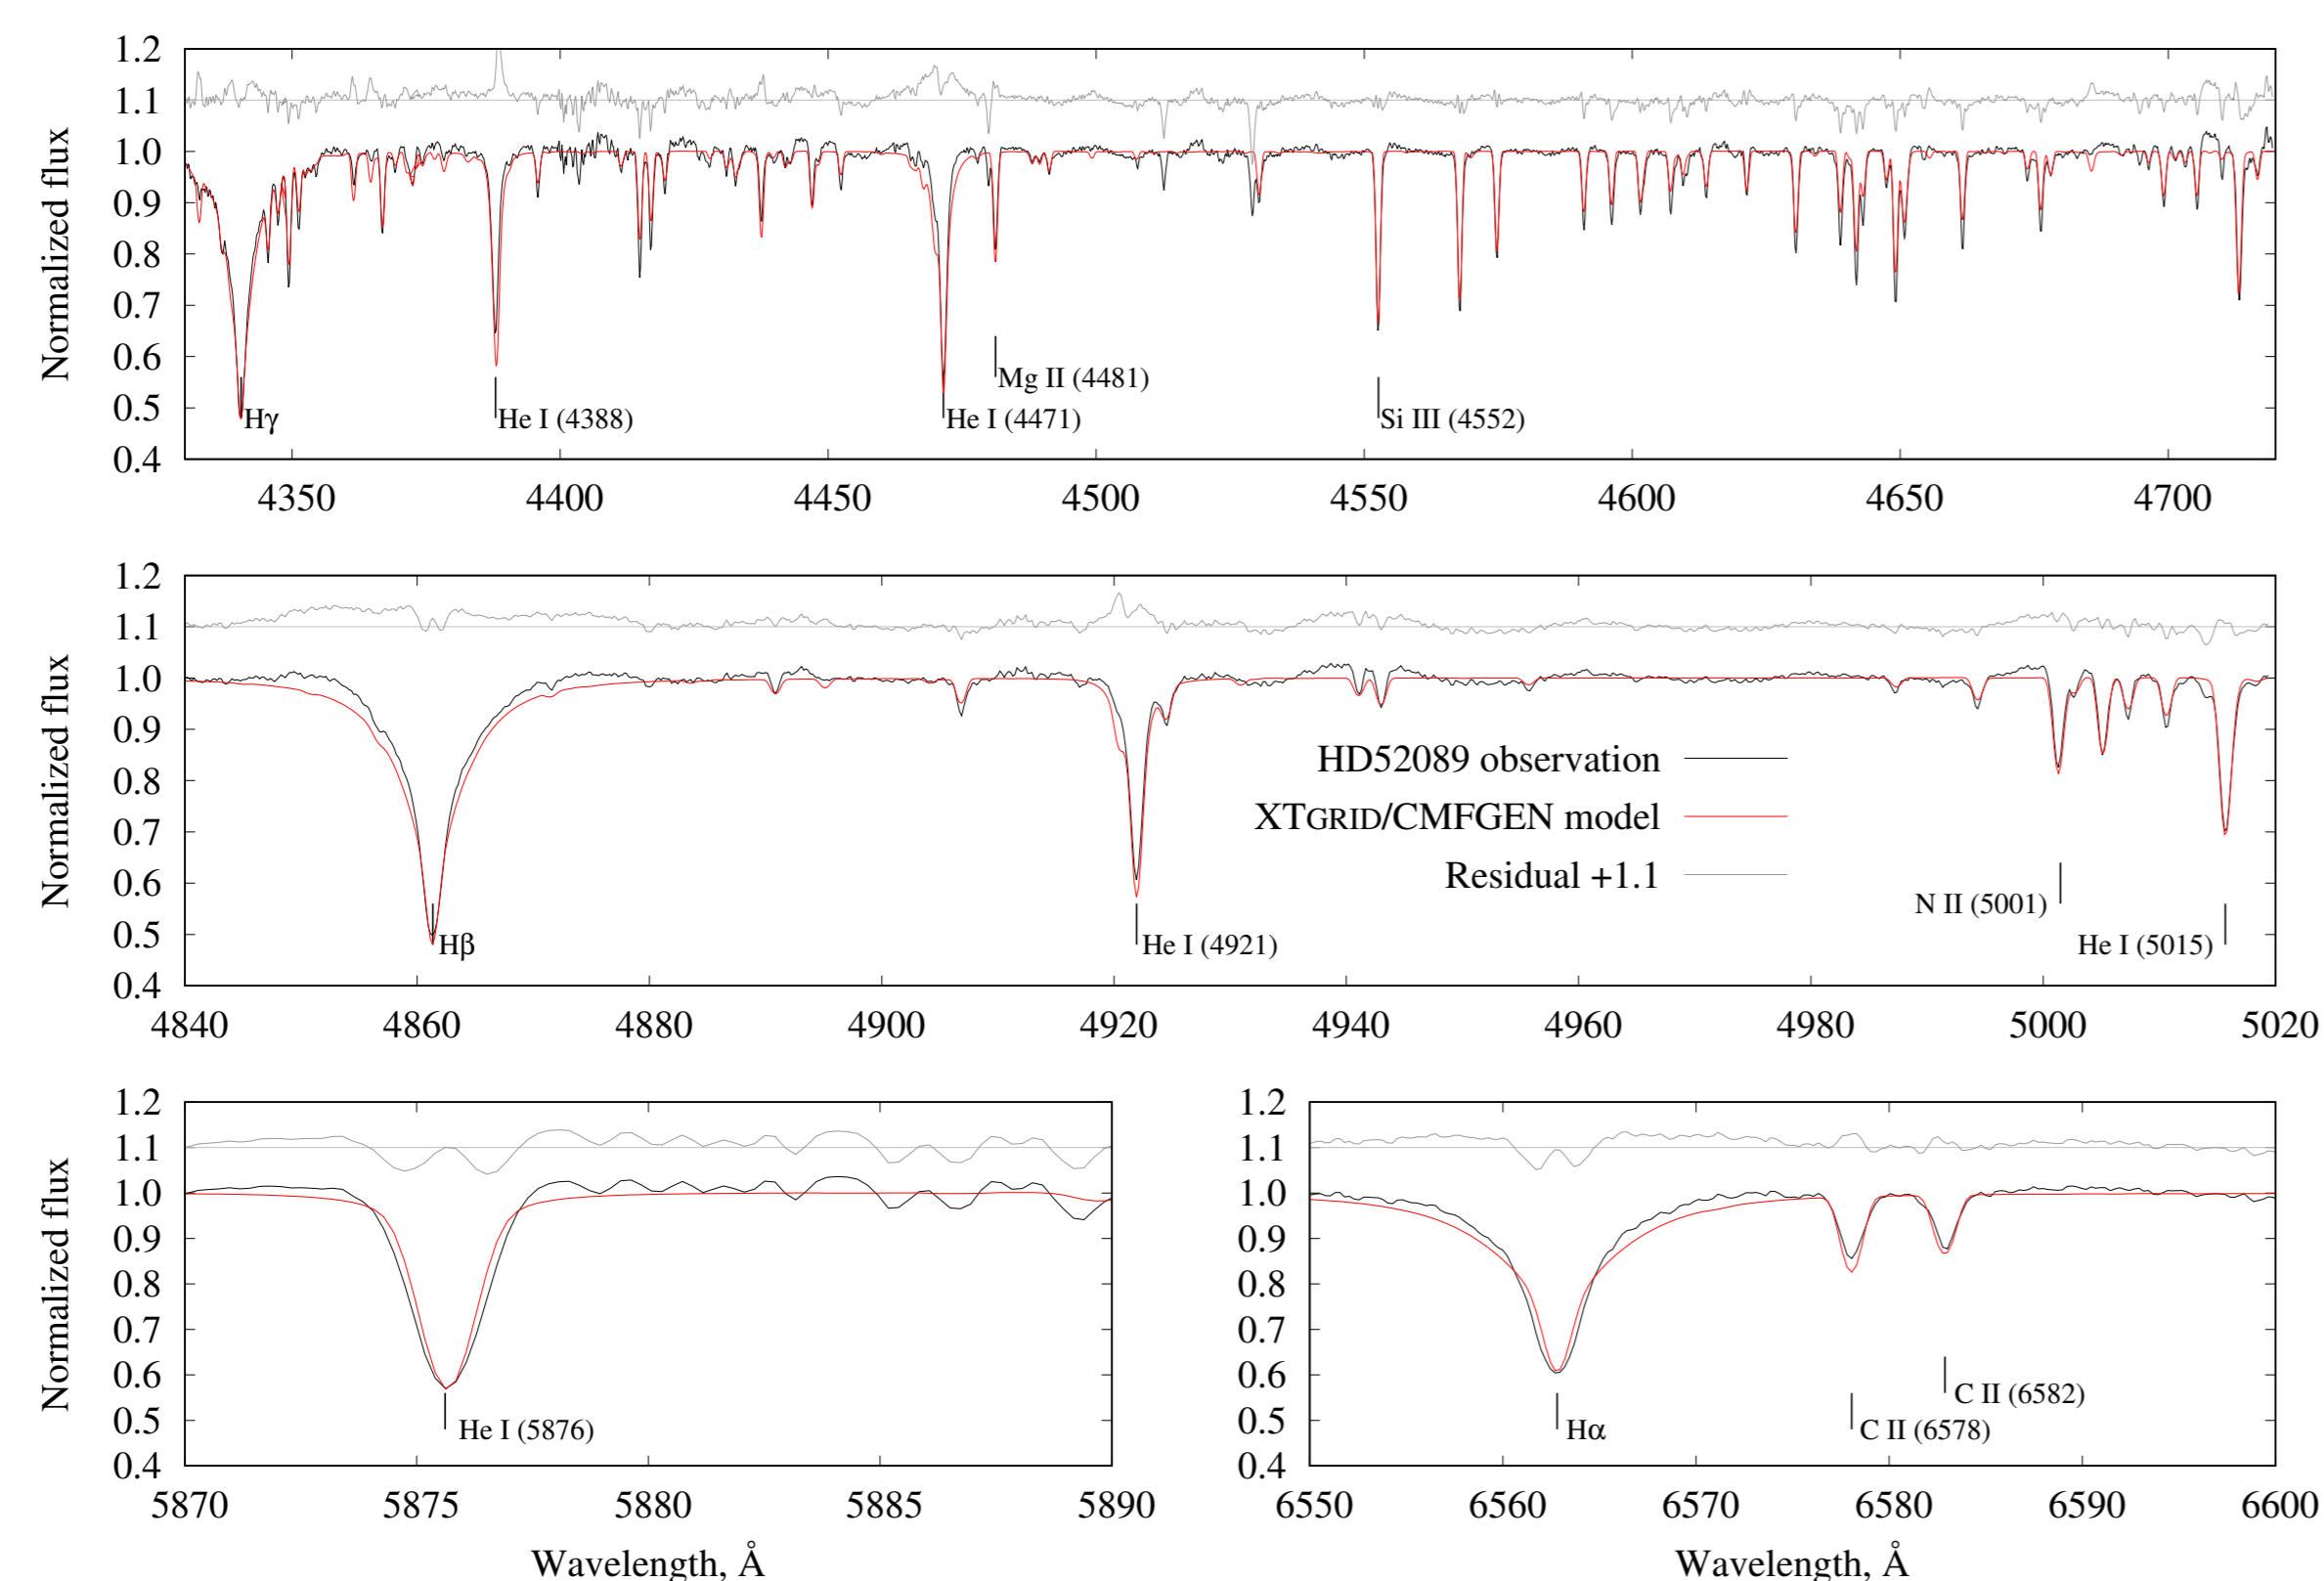 1.2
1.1
1.0
0.9
0.8
0.7
0.6
0.5
0.4
Normalized flux
Hγ
He I (4388)
He I (4471)
Mg II (4481)
Si III (4552)
4350 4400 4450 4500 4550 4600 4650 4700
1.2
1.1
1.0
0.9
0.8
0.7
0.6
0.5
0.4
Normalized flux
HD52089 observation
XTGRID/CMFGEN model
Residual +1.1
Hβ
He I (4921)
N II (5001)
He I (5015)
4840 4860 4880 4900 4920 4940 4960 4980 5000 5020
1.2
1.1
1.0
0.9
0.8
0.7
0.6
0.5
0.4
Normalized flux
He I (5876)
5870 5875 5880 5885 5890
Wavelength, Å
1.2
1.1
1.0
0.9
0.8
0.7
0.6
0.5
0.4
Hα
C II (6578)
C II (6582)
6550 6560 6570 6580 6590 6600
Wavelength, Å